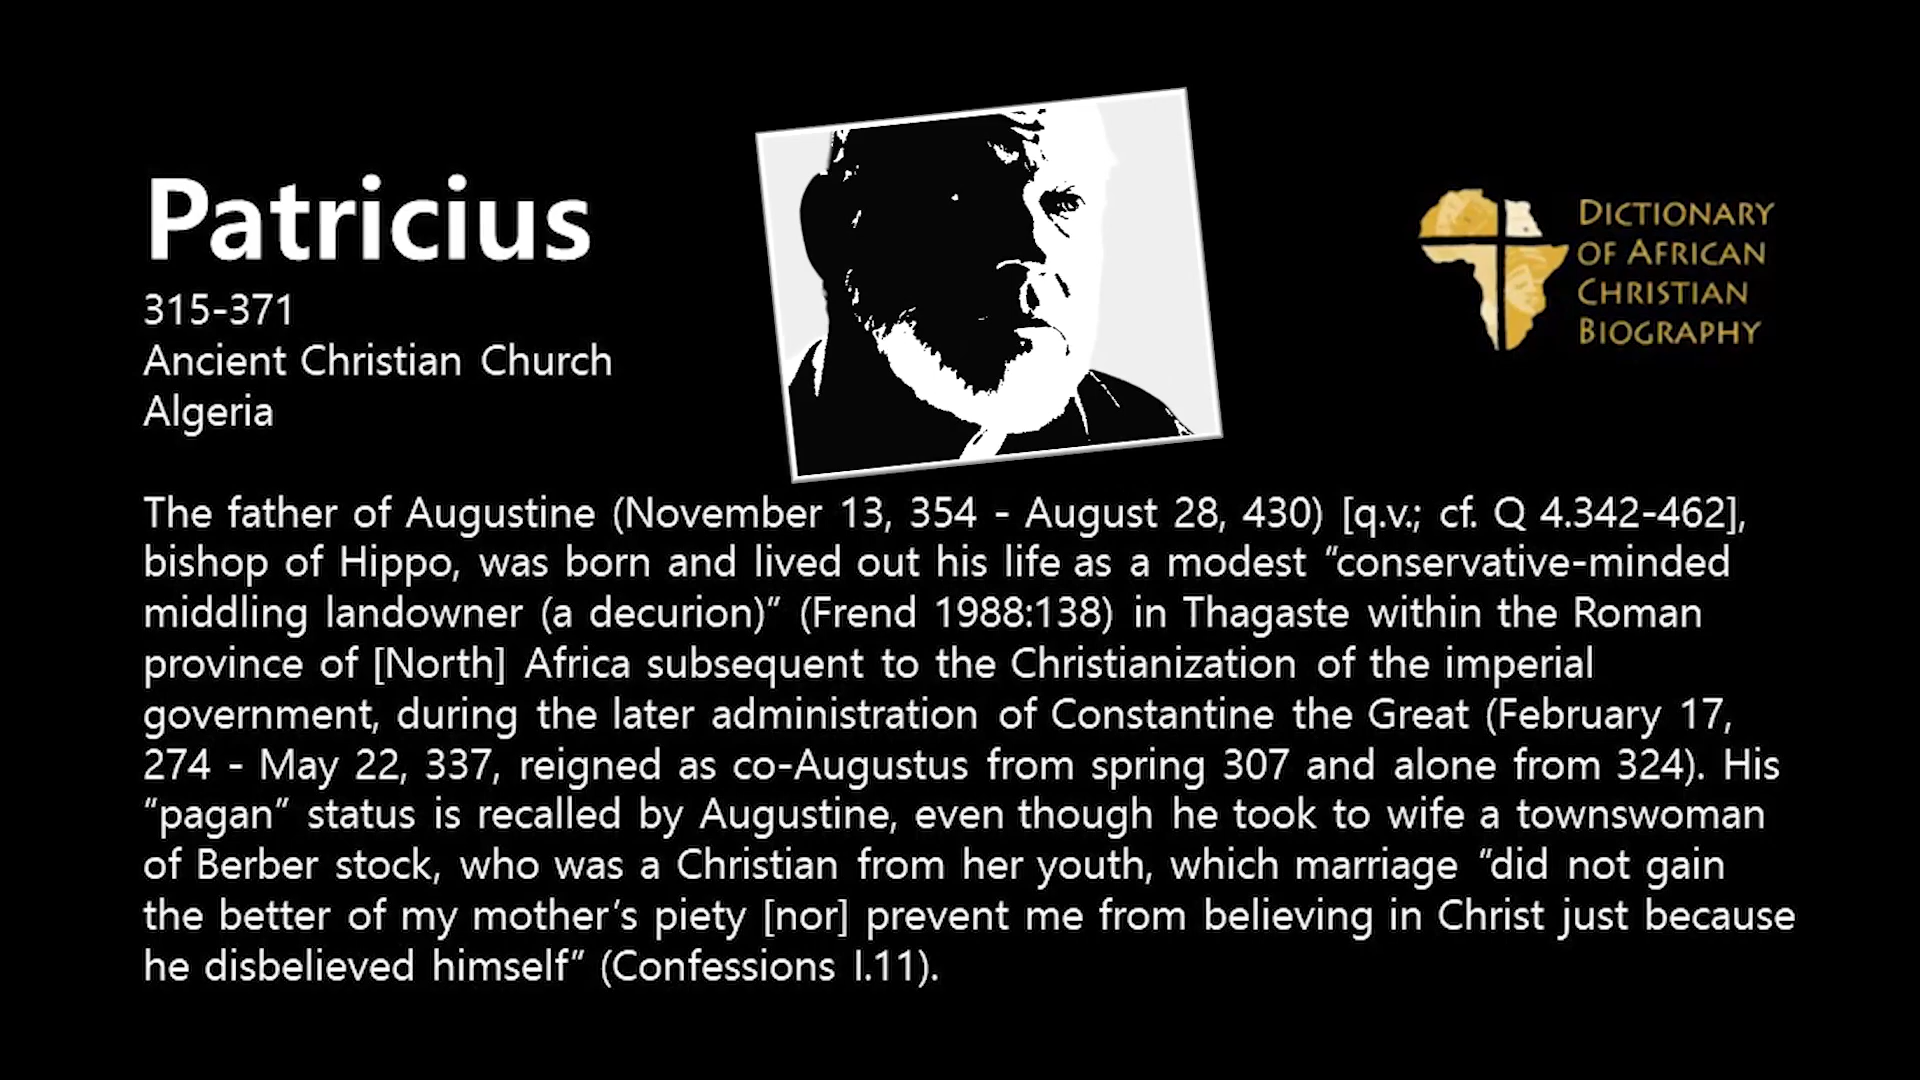 Patricius
315-371
Ancient Christian Church
Algeria
DICTIONARY
OF AFRICAN
CHRISTIAN
BIOGRAPHY
The father of Augustine (November 13, 354 - August 28, 430) [q.v.; cf. Q 4.342-462],
bishop of Hippo, was born and lived out his life as a modest “conservative-minded
middling landowner (a decurion)” (Frend 1988:138) in Thagaste within the Roman
province of [North] Africa subsequent to the Christianization of the imperial
government, during the later administration of Constantine the Great (February 17,
274 - May 22, 337, reigned as co-Augustus from spring 307 and alone from 324). His
“pagan” status is recalled by Augustine, even though he took to wife a townswoman
of Berber stock, who was a Christian from her youth, which marriage “did not gain
the better of my mother’s piety [nor] prevent me from believing in Christ just because
he disbelieved himself” (Confessions I.11).